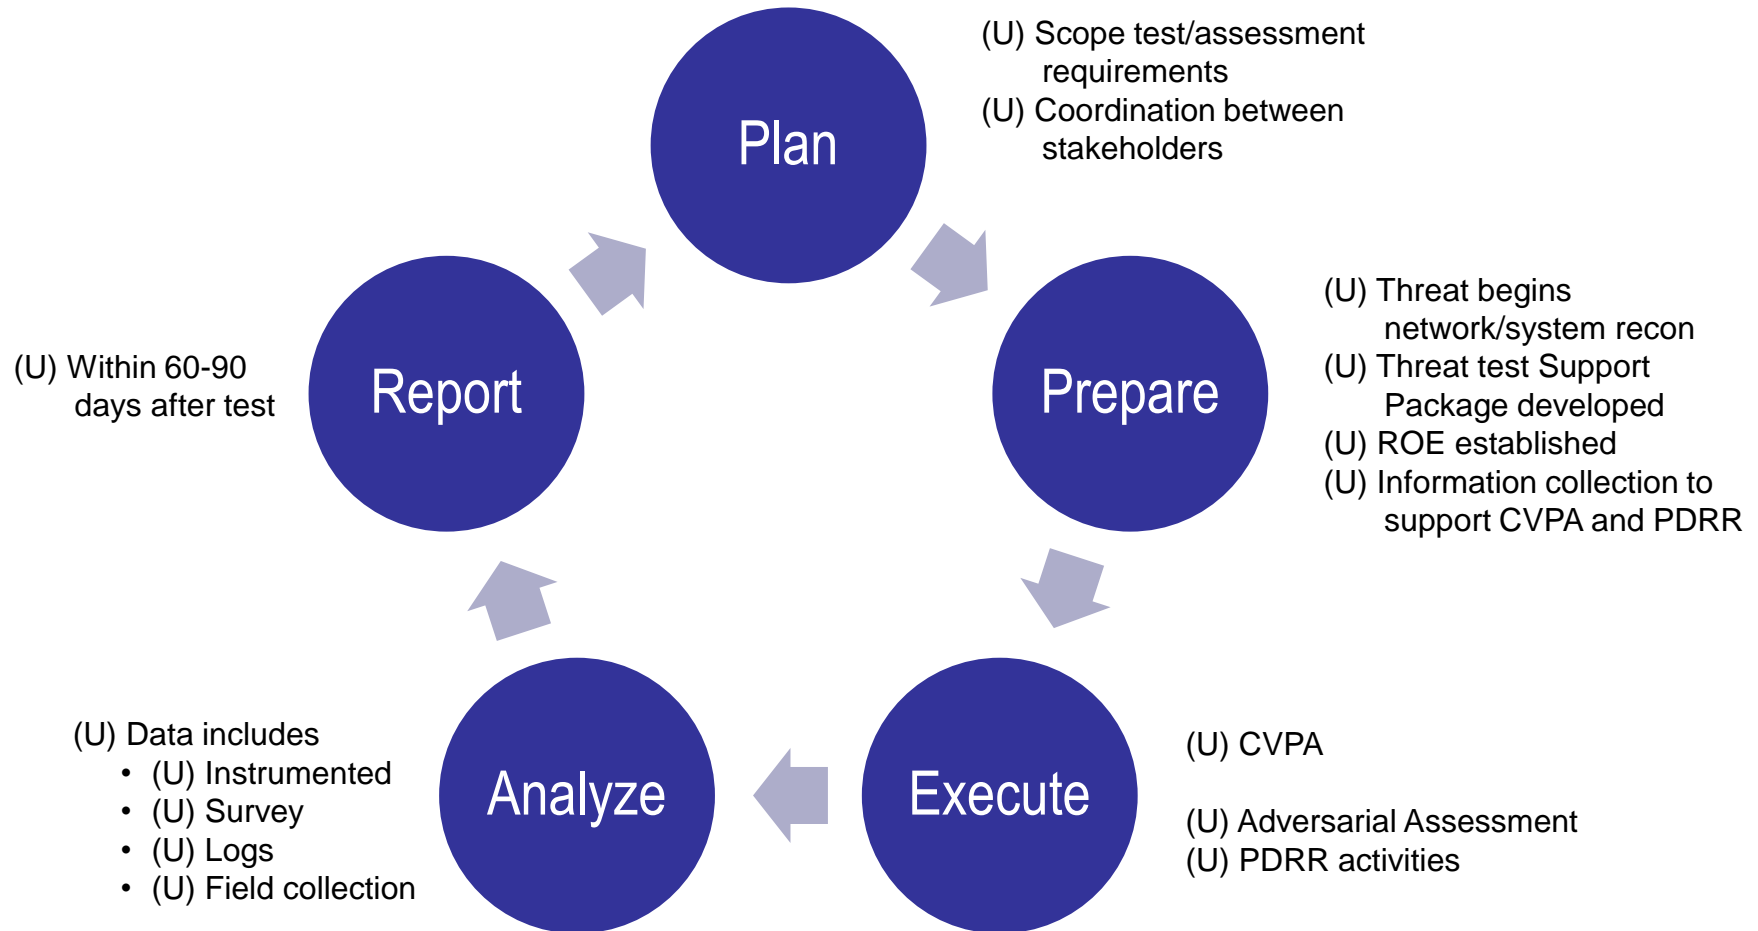 Plan
(U) Scope test/assessment
requirements
(U) Coordination between
stakeholders
Prepare
(U) Threat begins
network/system recon
(U) Threat test Support
Package developed
(U) ROE established
(U) Information collection to
support CVPA and PDRR
Execute
(U) CVPA
(U) Adversarial Assessment
(U) PDRR activities
Analyze
(U) Data includes
• (U) Instrumented
• (U) Survey
• (U) Logs
• (U) Field collection
Report
(U) Within 60-90
days after test